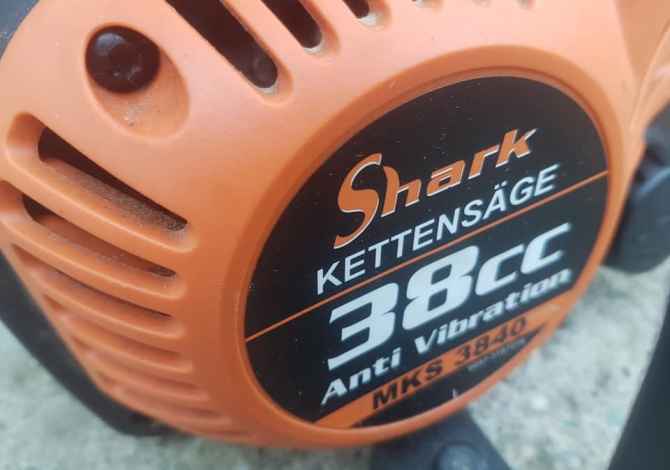 Shark
KETTENSÄGE
38cc
Anti Vibration
MKS 3840